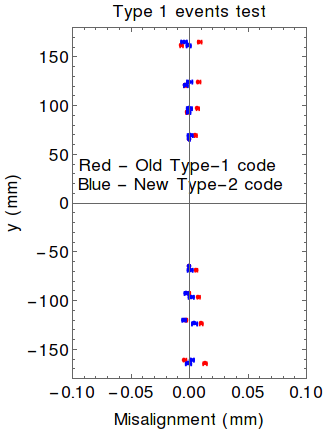 Type 1 events test
150
100
50
Red - Old Type-1 code
Blue - New Type-2 code
0
-50
-100
-150
y (mm)
-0.10 -0.05 0.00 0.05 0.10
Misalignment (mm)